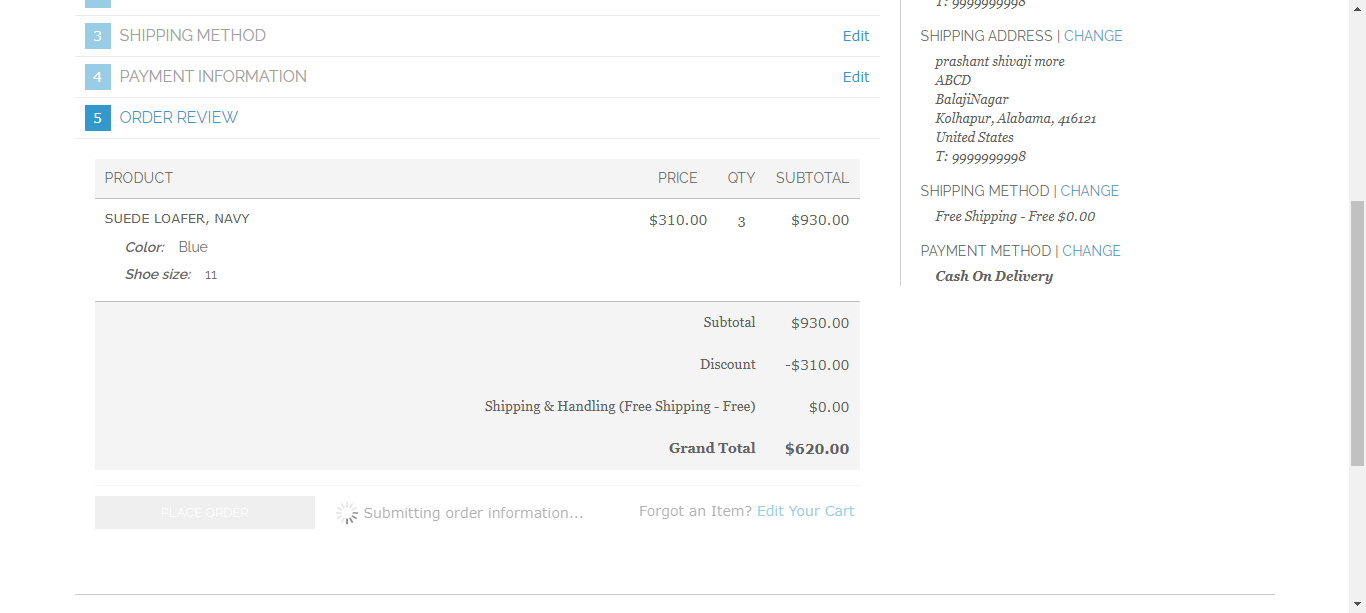 3 SHIPPING METHOD Edit
4 PAYMENT INFORMATION Edit
5 ORDER REVIEW
PRODUCT PRICE QTY SUBTOTAL
SUEDE LOAFER, NAVY $310.00 3 $930.00
Color: Blue
Shoe size: 11
Subtotal $930.00
Discount -$310.00
Shipping & Handling (Free Shipping - Free) $0.00
Grand Total $620.00
PLACE ORDER Submitting order information... Forgot an Item? Edit Your Cart
T: 9999999998
SHIPPING ADDRESS | CHANGE
prashant shivaji more
ABCD
BalajiNagar
Kolhapur, Alabama, 416121
United States
T: 9999999998
SHIPPING METHOD | CHANGE
Free Shipping - Free $0.00
PAYMENT METHOD | CHANGE
Cash On Delivery